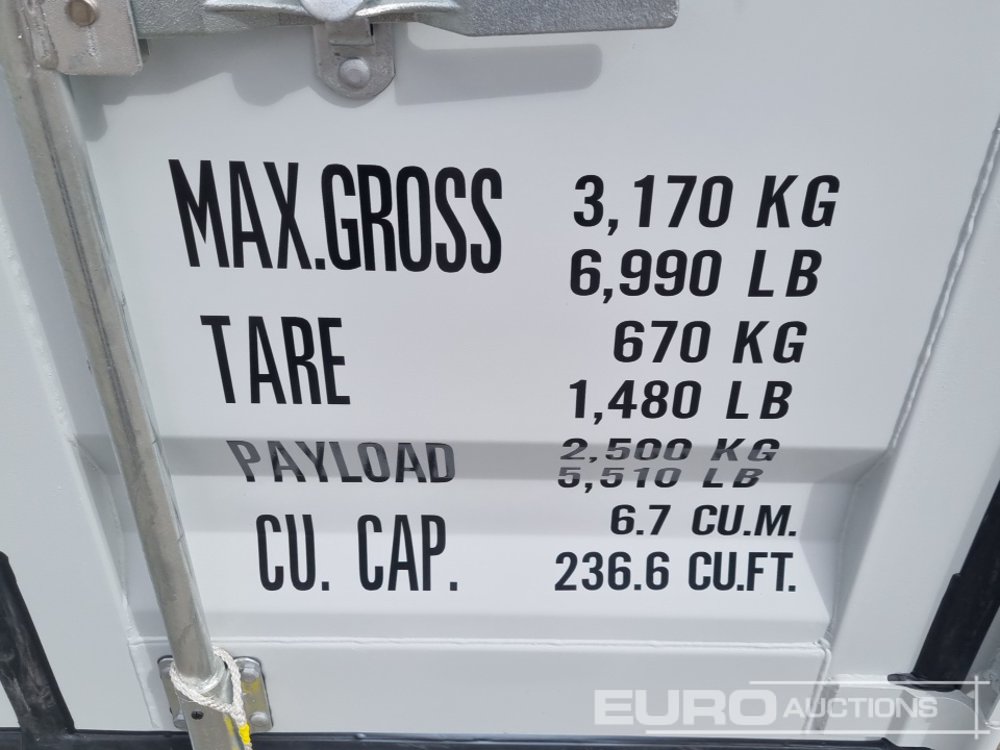 MAX.GROSS 3,170 KG
6,990 LB
TARE 670 KG
1,480 LB
PAYLOAD 2,500 KG
5,510 LB
CU. CAP. 6.7 CU.M.
236.6 CU.FT.
EURO AUCTIONS